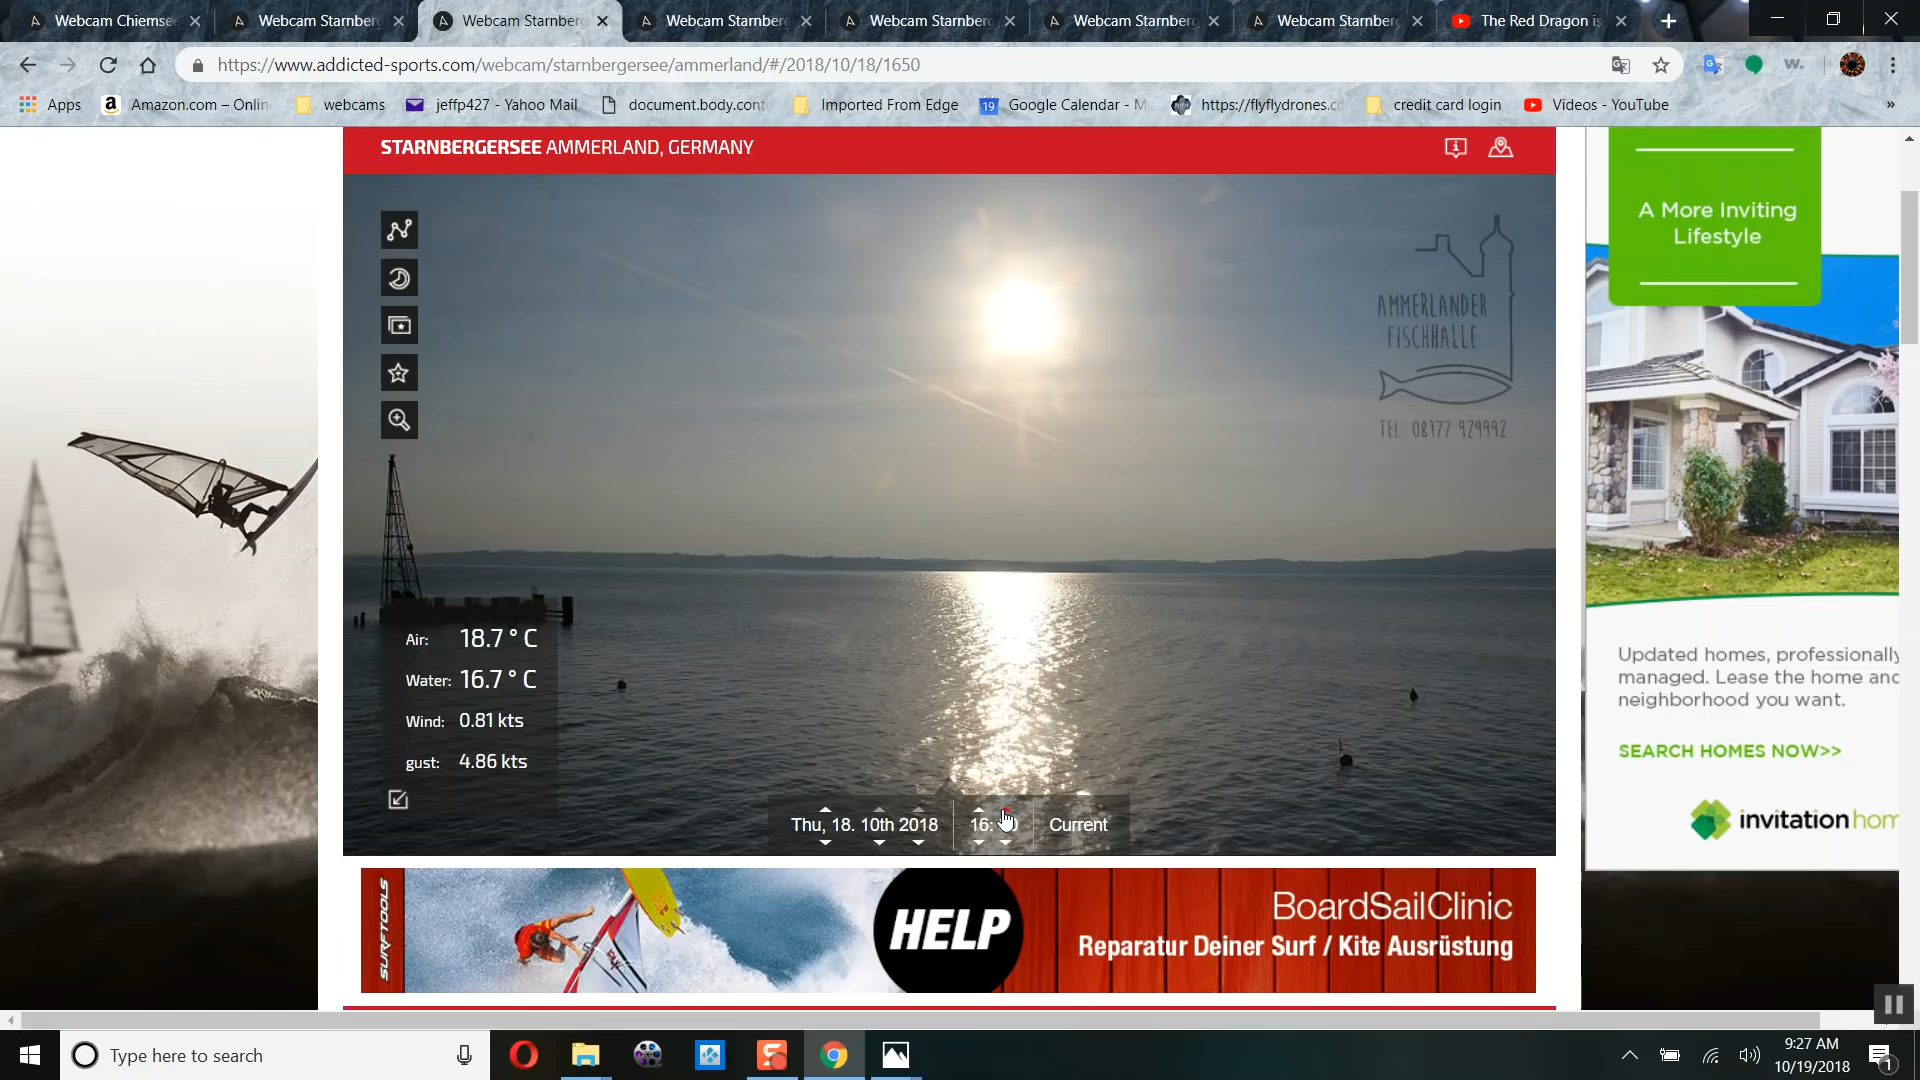 Webcam Chiemse
Webcam Starnber
Webcam Starnber
Webcam Starnber
Webcam Starnber
Webcam Starnber
Webcam Starnber
The Red Dragon is
https://www.addicted-sports.com/webcam/starnbergersee/ammerland/#/2018/10/18/1650
Apps
Amazon.com – Onlin
webcams
jeffp427 - Yahoo Mail
document.body.cont
Imported From Edge
19
Google Calendar - M
https://flyflydrones.c
credit card login
Videos - YouTube
»
STARNBERGERSEE AMMERLAND, GERMANY
AMMERLANDER
FISCHHALLE
TEL. 08177 929992
Air: 18.7 ° C
Water: 16.7 ° C
Wind: 0.81 kts
gust: 4.86 kts
Thu, 18. 10th 2018
16:
Current
A More Inviting
Lifestyle
Updated homes, professionally
managed. Lease the home and
neighborhood you want.
SEARCH HOMES NOW>>
invitation hom
SURFTOOLS
HELP
BoardSailClinic
Reparatur Deiner Surf / Kite Ausrüstung
Type here to search
9:27 AM
10/19/2018
1